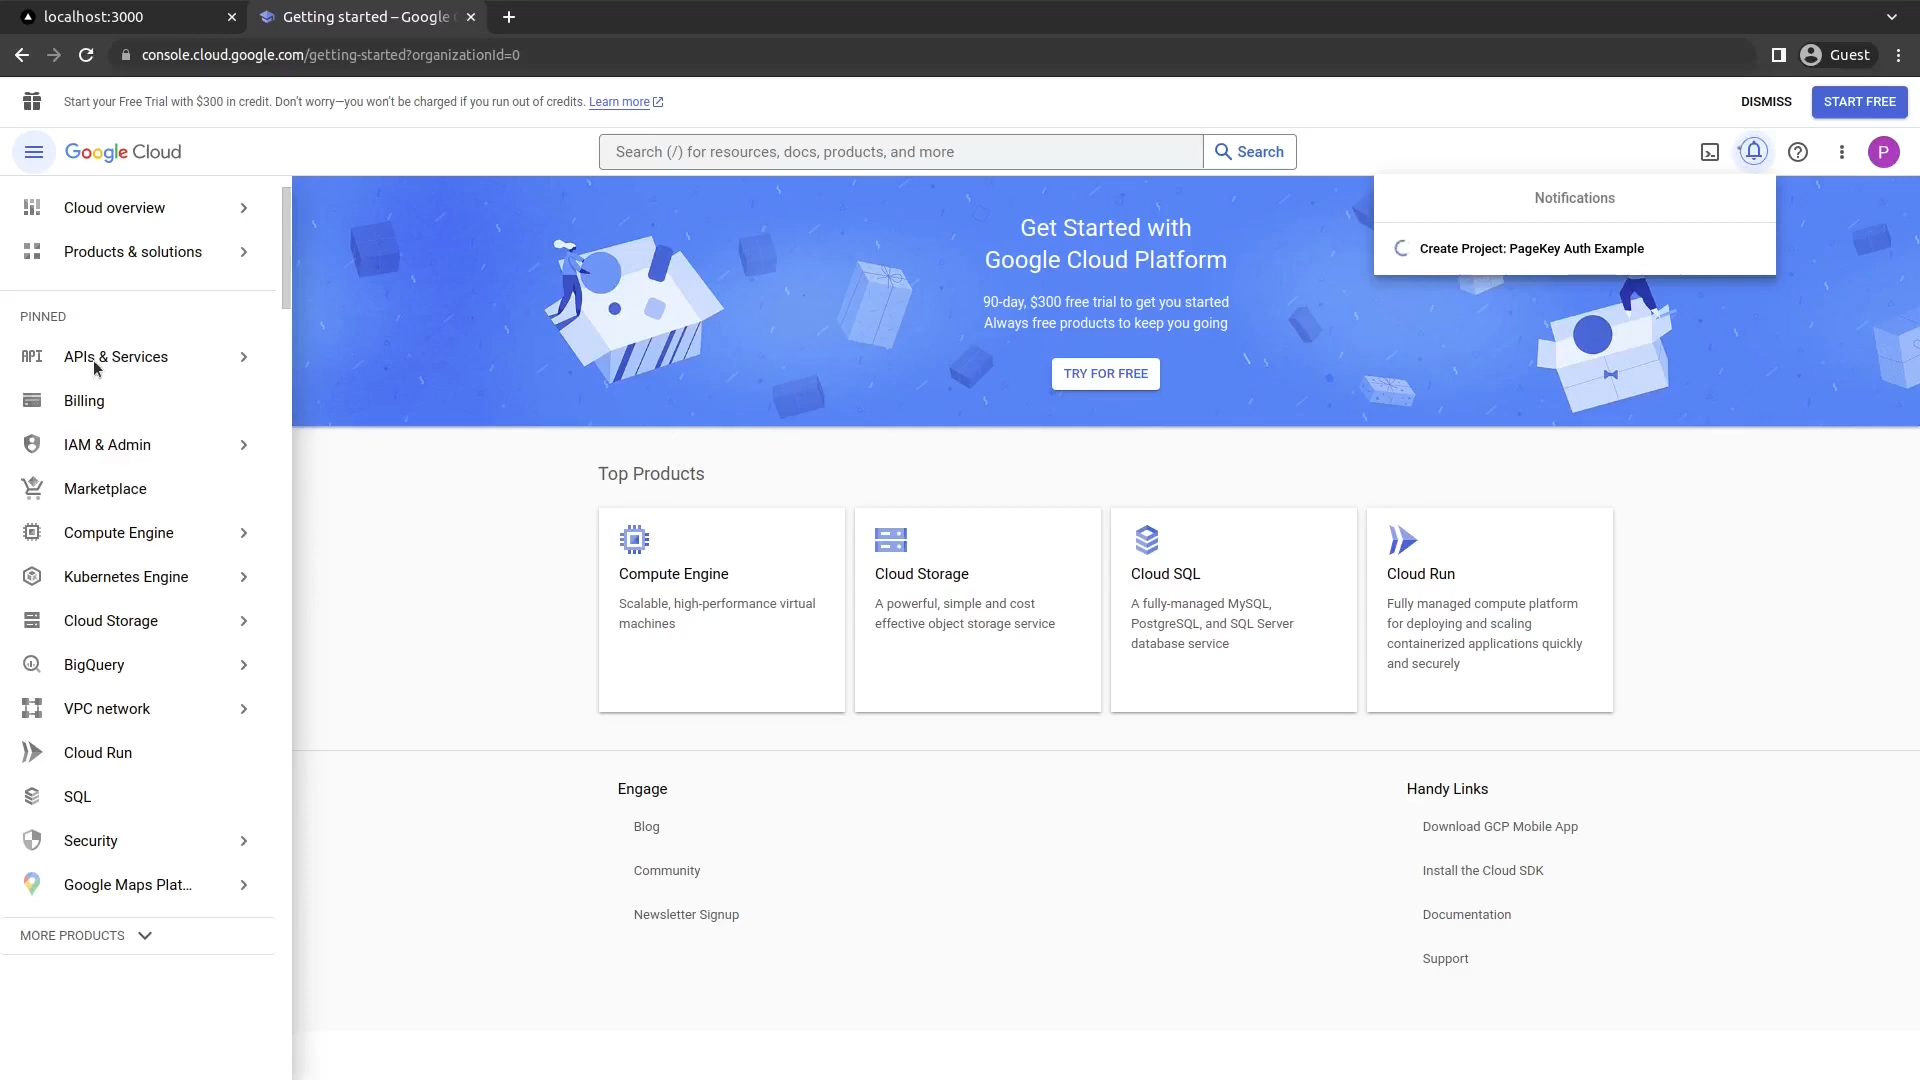 localhost:3000
Getting started – Google
console.cloud.google.com/getting-started?organizationId=0
Guest
Start your Free Trial with $300 in credit. Don't worry—you won't be charged if you run out of credits. Learn more
DISMISS
START FREE
Google Cloud
Search (/) for resources, docs, products, and more
Search
P
Cloud overview
Products & solutions
PINNED
API
APIs & Services
Billing
IAM & Admin
Marketplace
Compute Engine
Kubernetes Engine
Cloud Storage
BigQuery
VPC network
Cloud Run
SQL
Security
Google Maps Plat...
MORE PRODUCTS
Get Started with
Google Cloud Platform
90-day, $300 free trial to get you started
Always free products to keep you going
TRY FOR FREE
Notifications
Create Project: PageKey Auth Example
Top Products
Compute Engine
Scalable, high-performance virtual
machines
Cloud Storage
A powerful, simple and cost
effective object storage service
Cloud SQL
A fully-managed MySQL,
PostgreSQL, and SQL Server
database service
Cloud Run
Fully managed compute platform
for deploying and scaling
containerized applications quickly
and securely
Engage
Blog
Community
Newsletter Signup
Handy Links
Download GCP Mobile App
Install the Cloud SDK
Documentation
Support